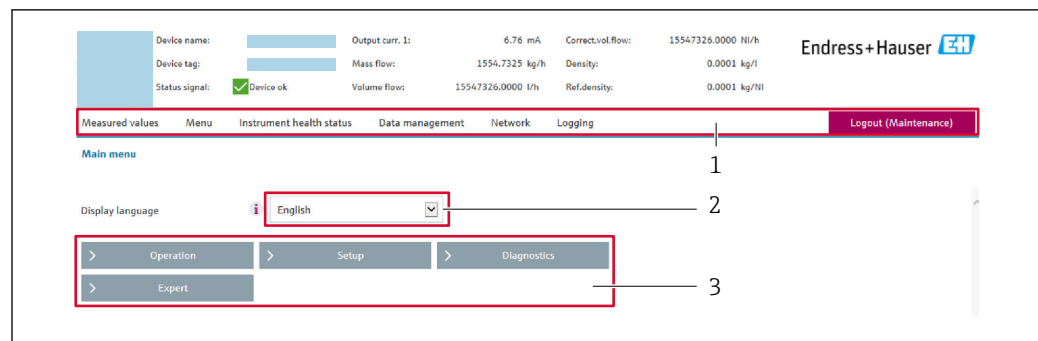 Device name: Output curr. 1: 6.76 mA Correct.vol.flow: 15547326.0000 Nl/h
Endress+Hauser EH
Device tag: Mass flow: 1554.7325 kg/h Density: 0.0001 kg/l
Status signal: Device ok Volume flow: 15547326.0000 l/h Ref.density: 0.0001 kg/Nl
Measured values Menu Instrument health status Data management Network Logging Logout (Maintenance)
1
Main menu
Display language i English 2
> Operation > Setup > Diagnostics
> Expert 3